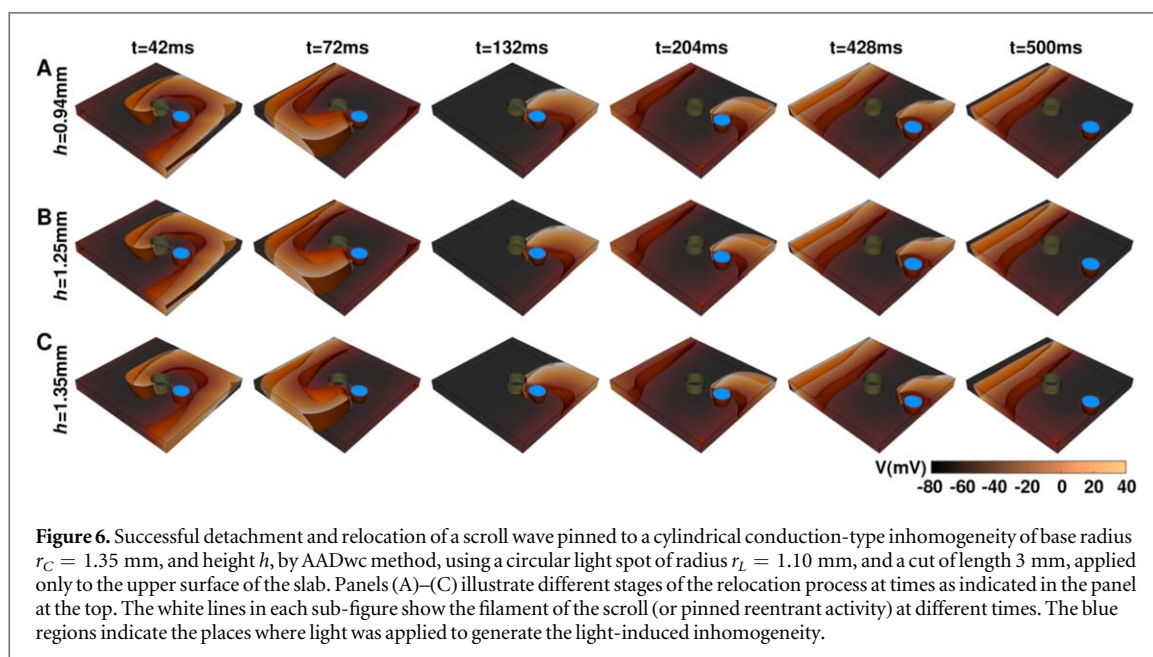 t=42ms t=72ms t=132ms t=204ms t=428ms t=500ms
A
h=0.94mm
B
h=1.25mm
C
h=1.35mm
V(mV)
-80 -60 -40 -20 0 20 40
Figure 6. Successful detachment and relocation of a scroll wave pinned to a cylindrical conduction-type inhomogeneity of base radius
rC = 1.35 mm, and height h, by AADwc method, using a circular light spot of radius rL = 1.10 mm, and a cut of length 3 mm, applied
only to the upper surface of the slab. Panels (A)–(C) illustrate different stages of the relocation process at times as indicated in the panel
at the top. The white lines in each sub-figure show the filament of the scroll (or pinned reentrant activity) at different times. The blue
regions indicate the places where light was applied to generate the light-induced inhomogeneity.